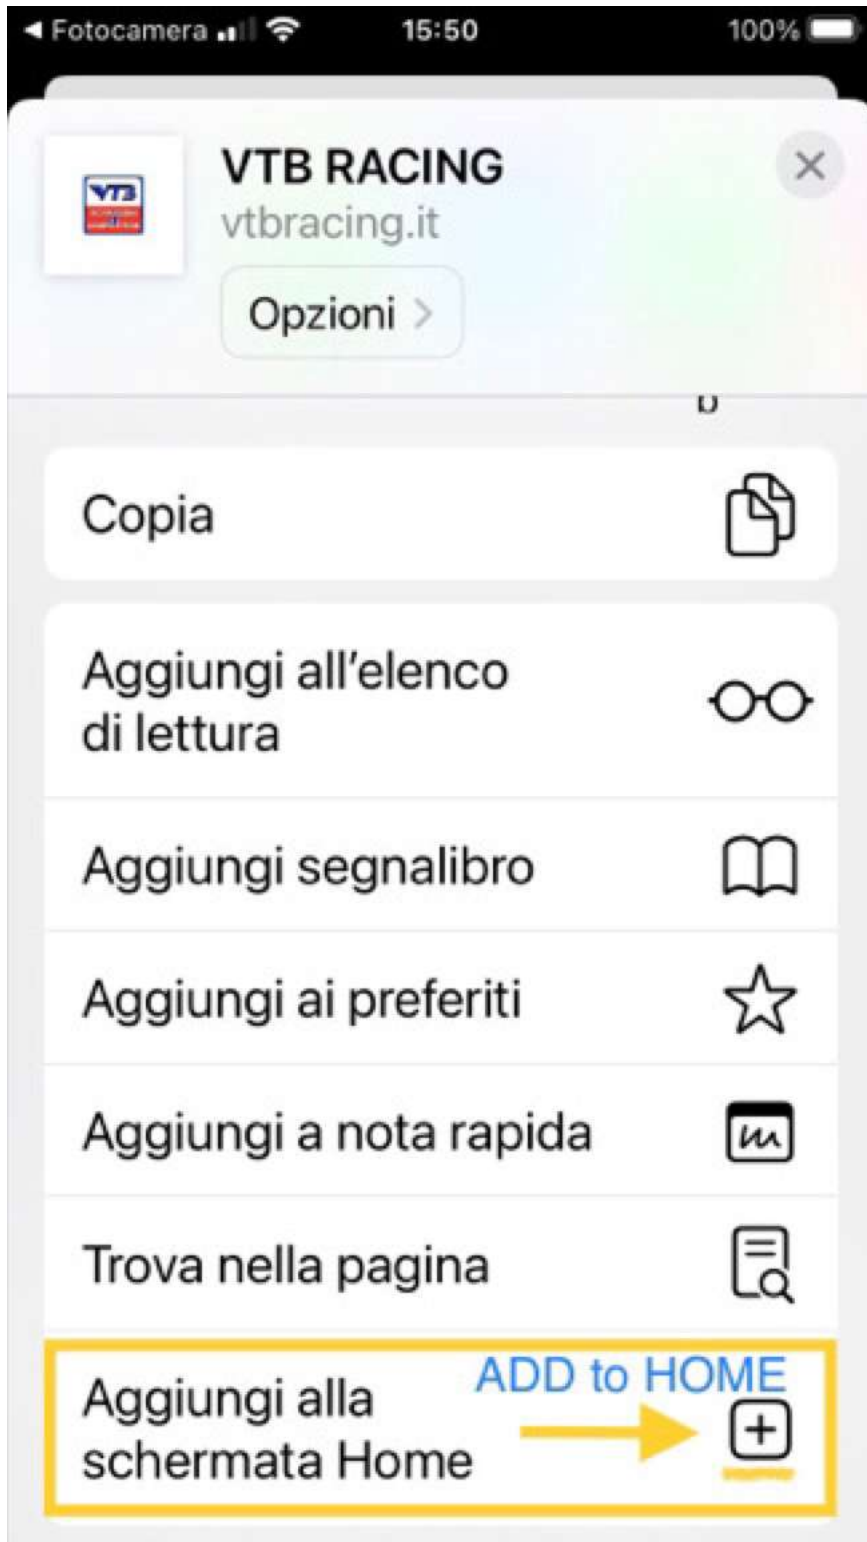 ◀ Fotocamera 15:50 100%
VTB RACING
VTB
vtbracing.it
Opzioni >
Copia
Aggiungi all'elenco
di lettura
Aggiungi segnalibro
Aggiungi ai preferiti
Aggiungi a nota rapida
Trova nella pagina
ADD to HOME
Aggiungi alla
schermata Home